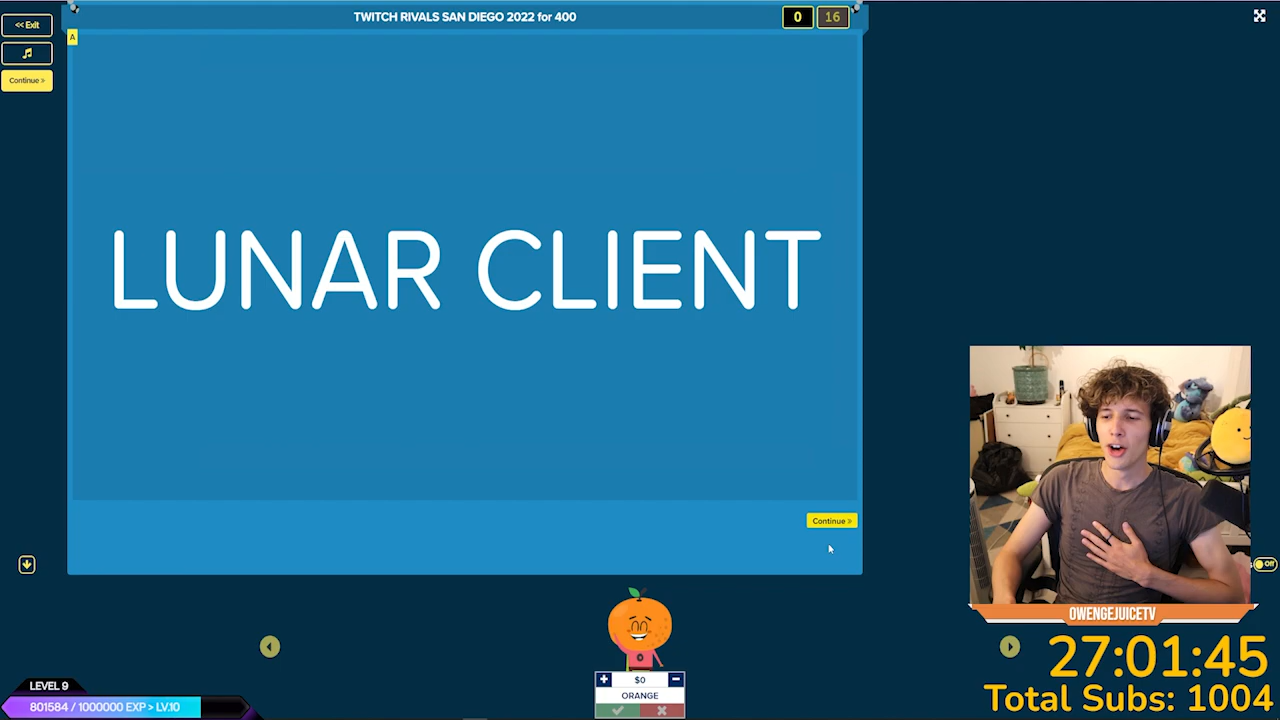 << Exit
TWITCH RIVALS SAN DIEGO 2022 for 400
0
16
A
Continue »
LUNAR CLIENT
Continue »
Off
OWENGEJUICETV
$0
ORANGE
27:01:45
Total Subs: 1004
LEVEL 9
801584 / 1000000 EXP > LV.10